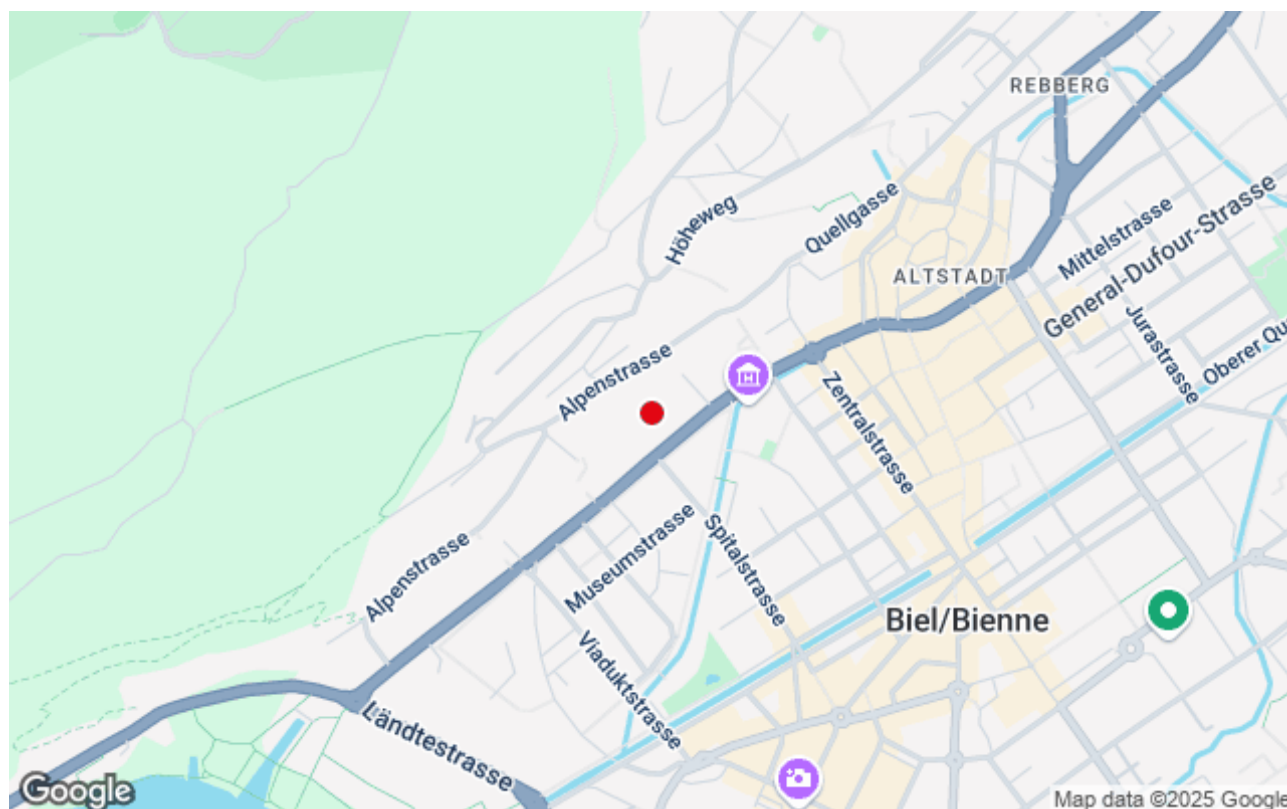 REBBERG
Höheweg
Quellgasse
ALTSTADT
Mittelstrasse
General-Dufour-Strasse
Jurastrasse
Oberer Qu
Alpenstrasse
Zentralstrasse
Museumstrasse
Spitalstrasse
Alpenstrasse
Biel/Bienne
Viaduktstrasse
Ländtestrasse
Google
Map data ©2025 Google